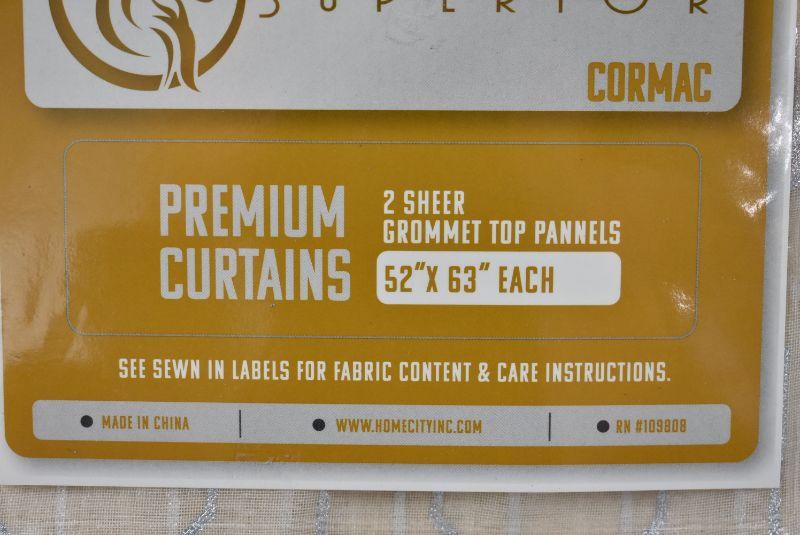 SUPERIOR
CORMAC
PREMIUM
CURTAINS
2 SHEER
GROMMET TOP PANNELS
52"X 63" EACH
SEE SEWN IN LABELS FOR FABRIC CONTENT & CARE INSTRUCTIONS.
MADE IN CHINA
WWW.HOMECITYINC.COM
RN #109808